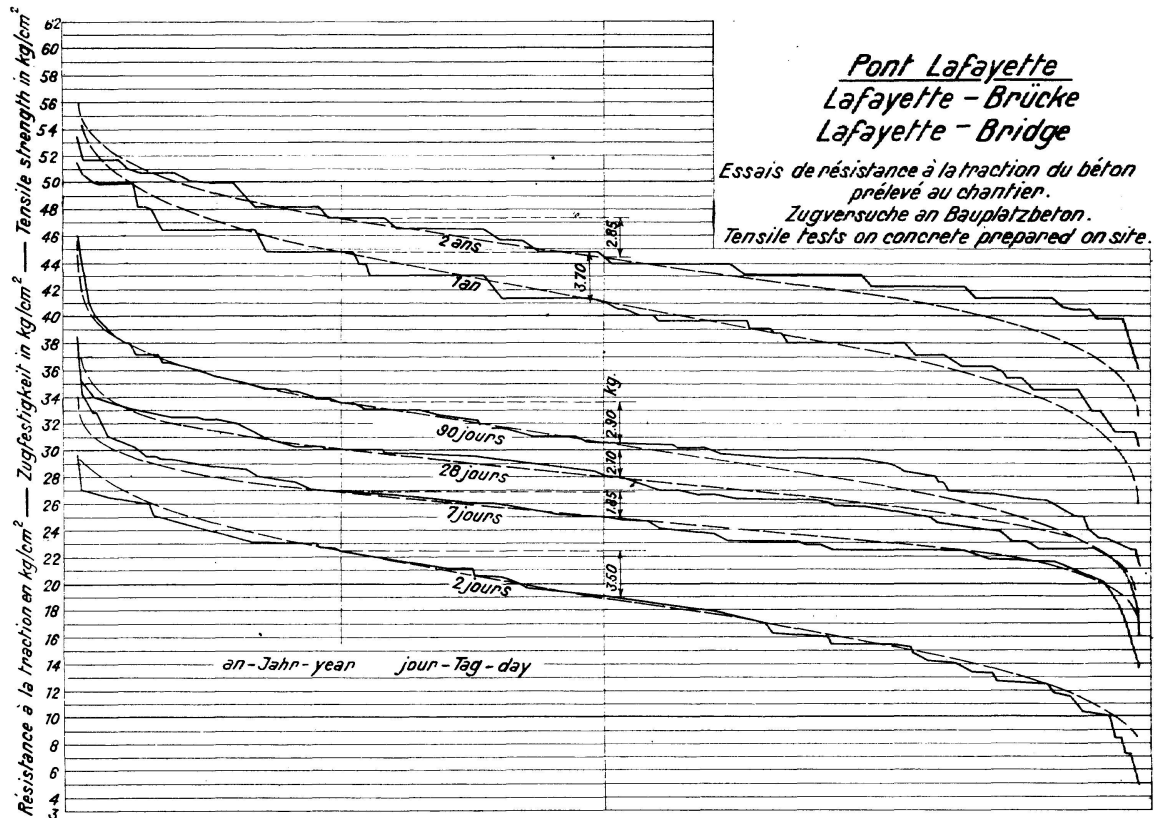 Résistance à la traction en kg/cm² — Zugfestigkeit in kg/cm² — Tensile strength in kg/cm²
62
60
58
56
54
52
50
48
46
44
42
40
38
36
34
32
30
28
26
24
22
20
18
16
14
12
10
8
6
4
3
Pont Lafayette
Lafayette - Brücke
Lafayette - Bridge
Essais de résistance à la traction du béton
prélevé au chantier.
Zugversuche an Bauplatzbeton.
Tensile tests on concrete prepared on site.
2 ans
2.85
1 an
3.70
kg.
90 jours
2.90
28 jours
2.70
7 jours
1.85
2 jours
3.50
an-Jahr-year jour-Tag-day